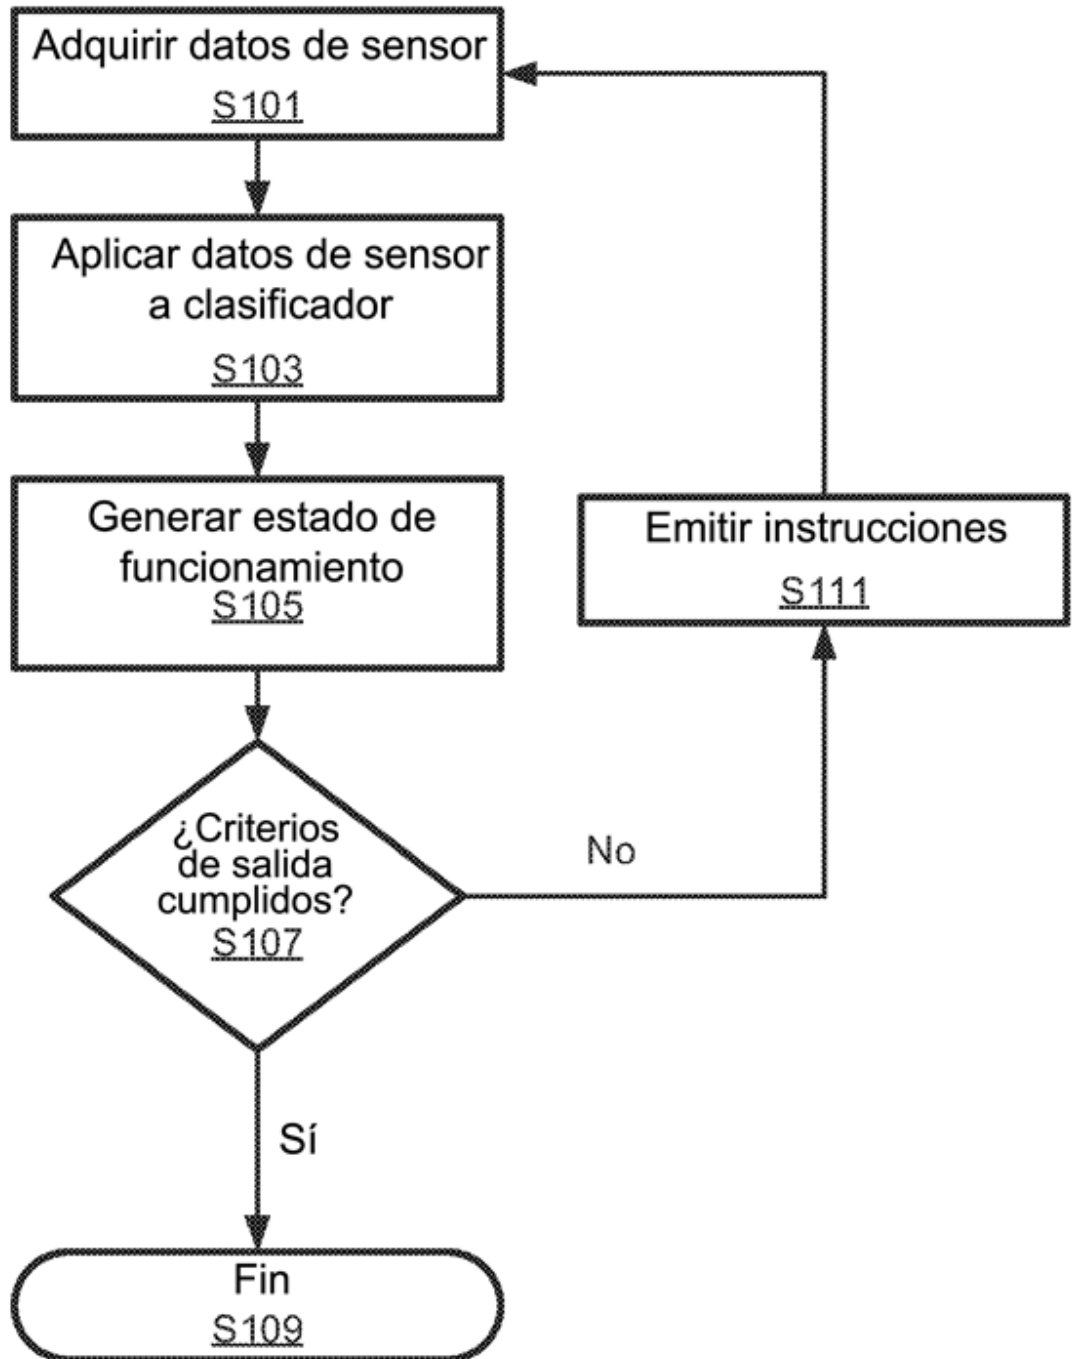 Adquirir datos de sensor
S101
Aplicar datos de sensor
a clasificador
S103
Generar estado de
funcionamiento
S105
Emitir instrucciones
S111
¿Criterios
de salida
cumplidos?
S107
No
Sí
Fin
S109